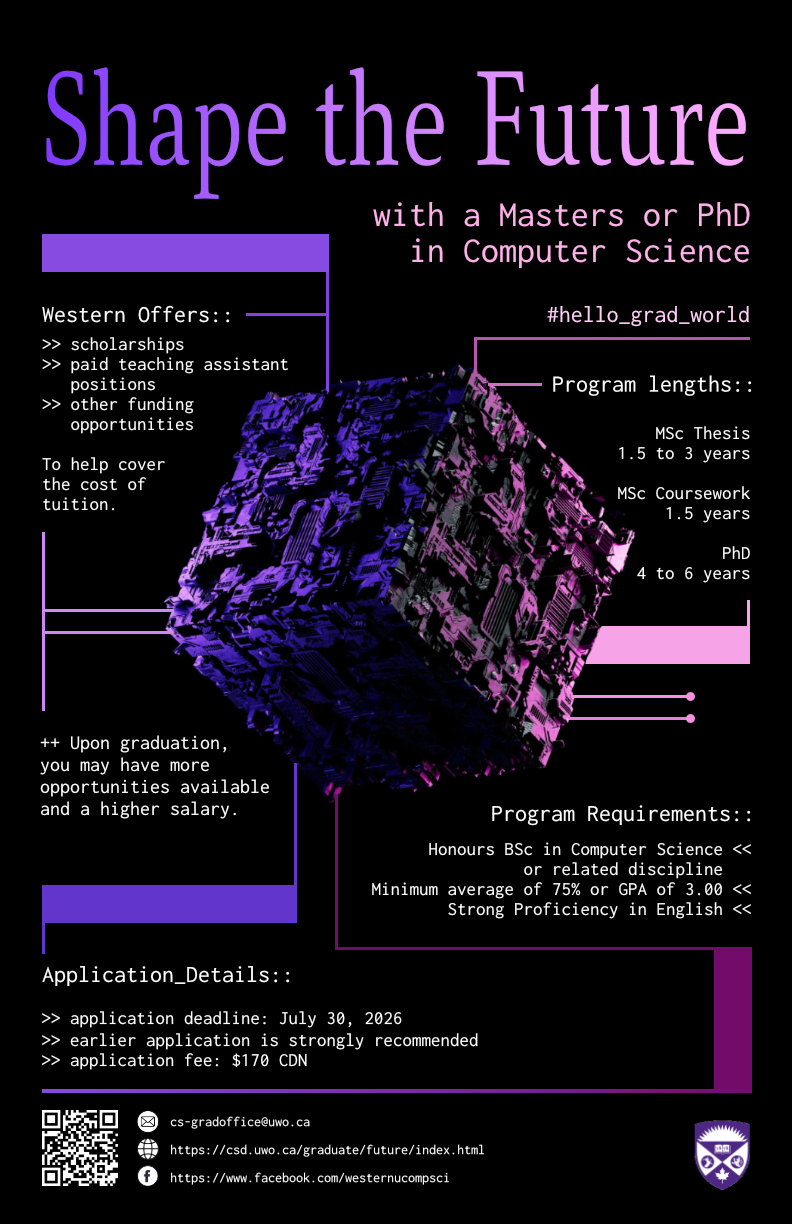 Shape the Future
with a Masters or PhD
in Computer Science
Western Offers::
>> scholarships
>> paid teaching assistant
positions
>> other funding
opportunities
To help cover
the cost of
tuition.
#hello_grad_world
Program lengths::
MSc Thesis
1.5 to 3 years
MSc Coursework
1.5 years
PhD
4 to 6 years
++ Upon graduation,
you may have more
opportunities available
and a higher salary.
Program Requirements::
Honours BSc in Computer Science <<
or related discipline
Minimum average of 75% or GPA of 3.00 <<
Strong Proficiency in English <<
Application_Details::
>> application deadline: July 30, 2026
>> earlier application is strongly recommended
>> application fee: $170 CDN
cs-gradoffice@uwo.ca
https://csd.uwo.ca/graduate/future/index.html
https://www.facebook.com/westernucompsci